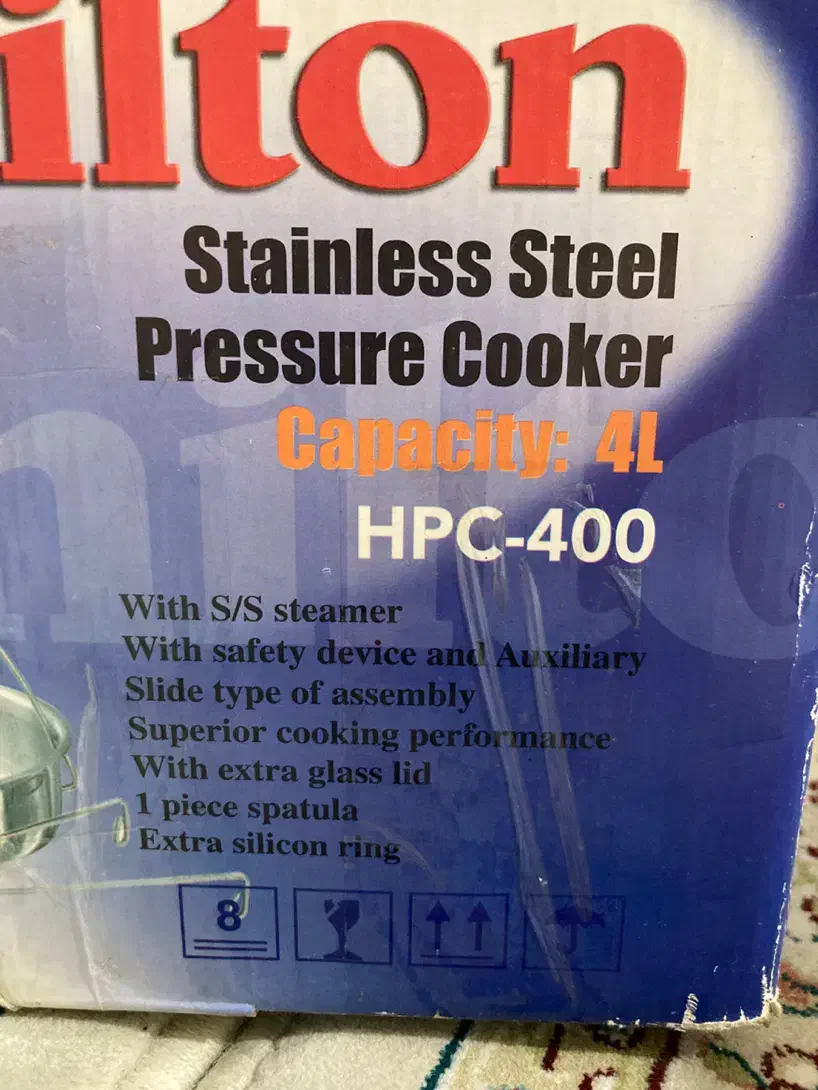 ilton
Stainless Steel
Pressure Cooker
Capacity: 4L
HPC-400
With S/S steamer
With safety device and Auxiliary
Slide type of assembly
Superior cooking performance
With extra glass lid
1 piece spatula
Extra silicon ring
8